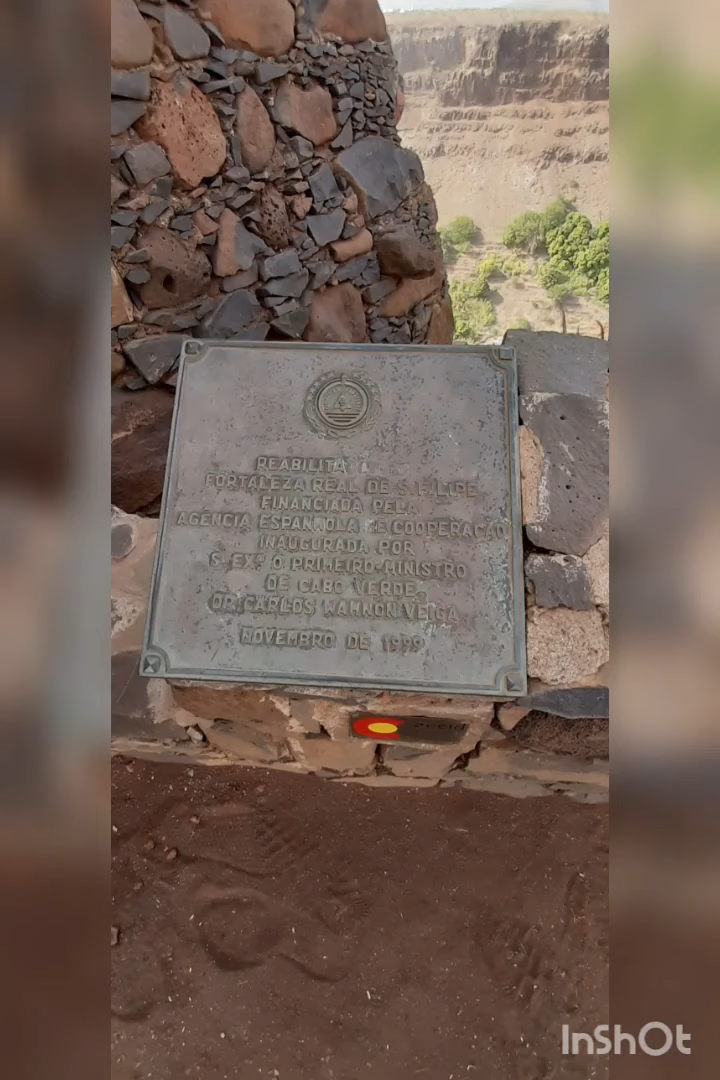 REABILITA
FORTALEZA REAL DE S. FILIPE
FINANCIADA PELA
AGENCIA ESPANHOLA DE COOPERAÇÃO
INAUGURADA POR
S. EXª O PRIMEIRO-MINISTRO
DE CABO VERDE,
DR. CARLOS WAHNON VEIGA
NOVEMBRO DE 1999
InShOt